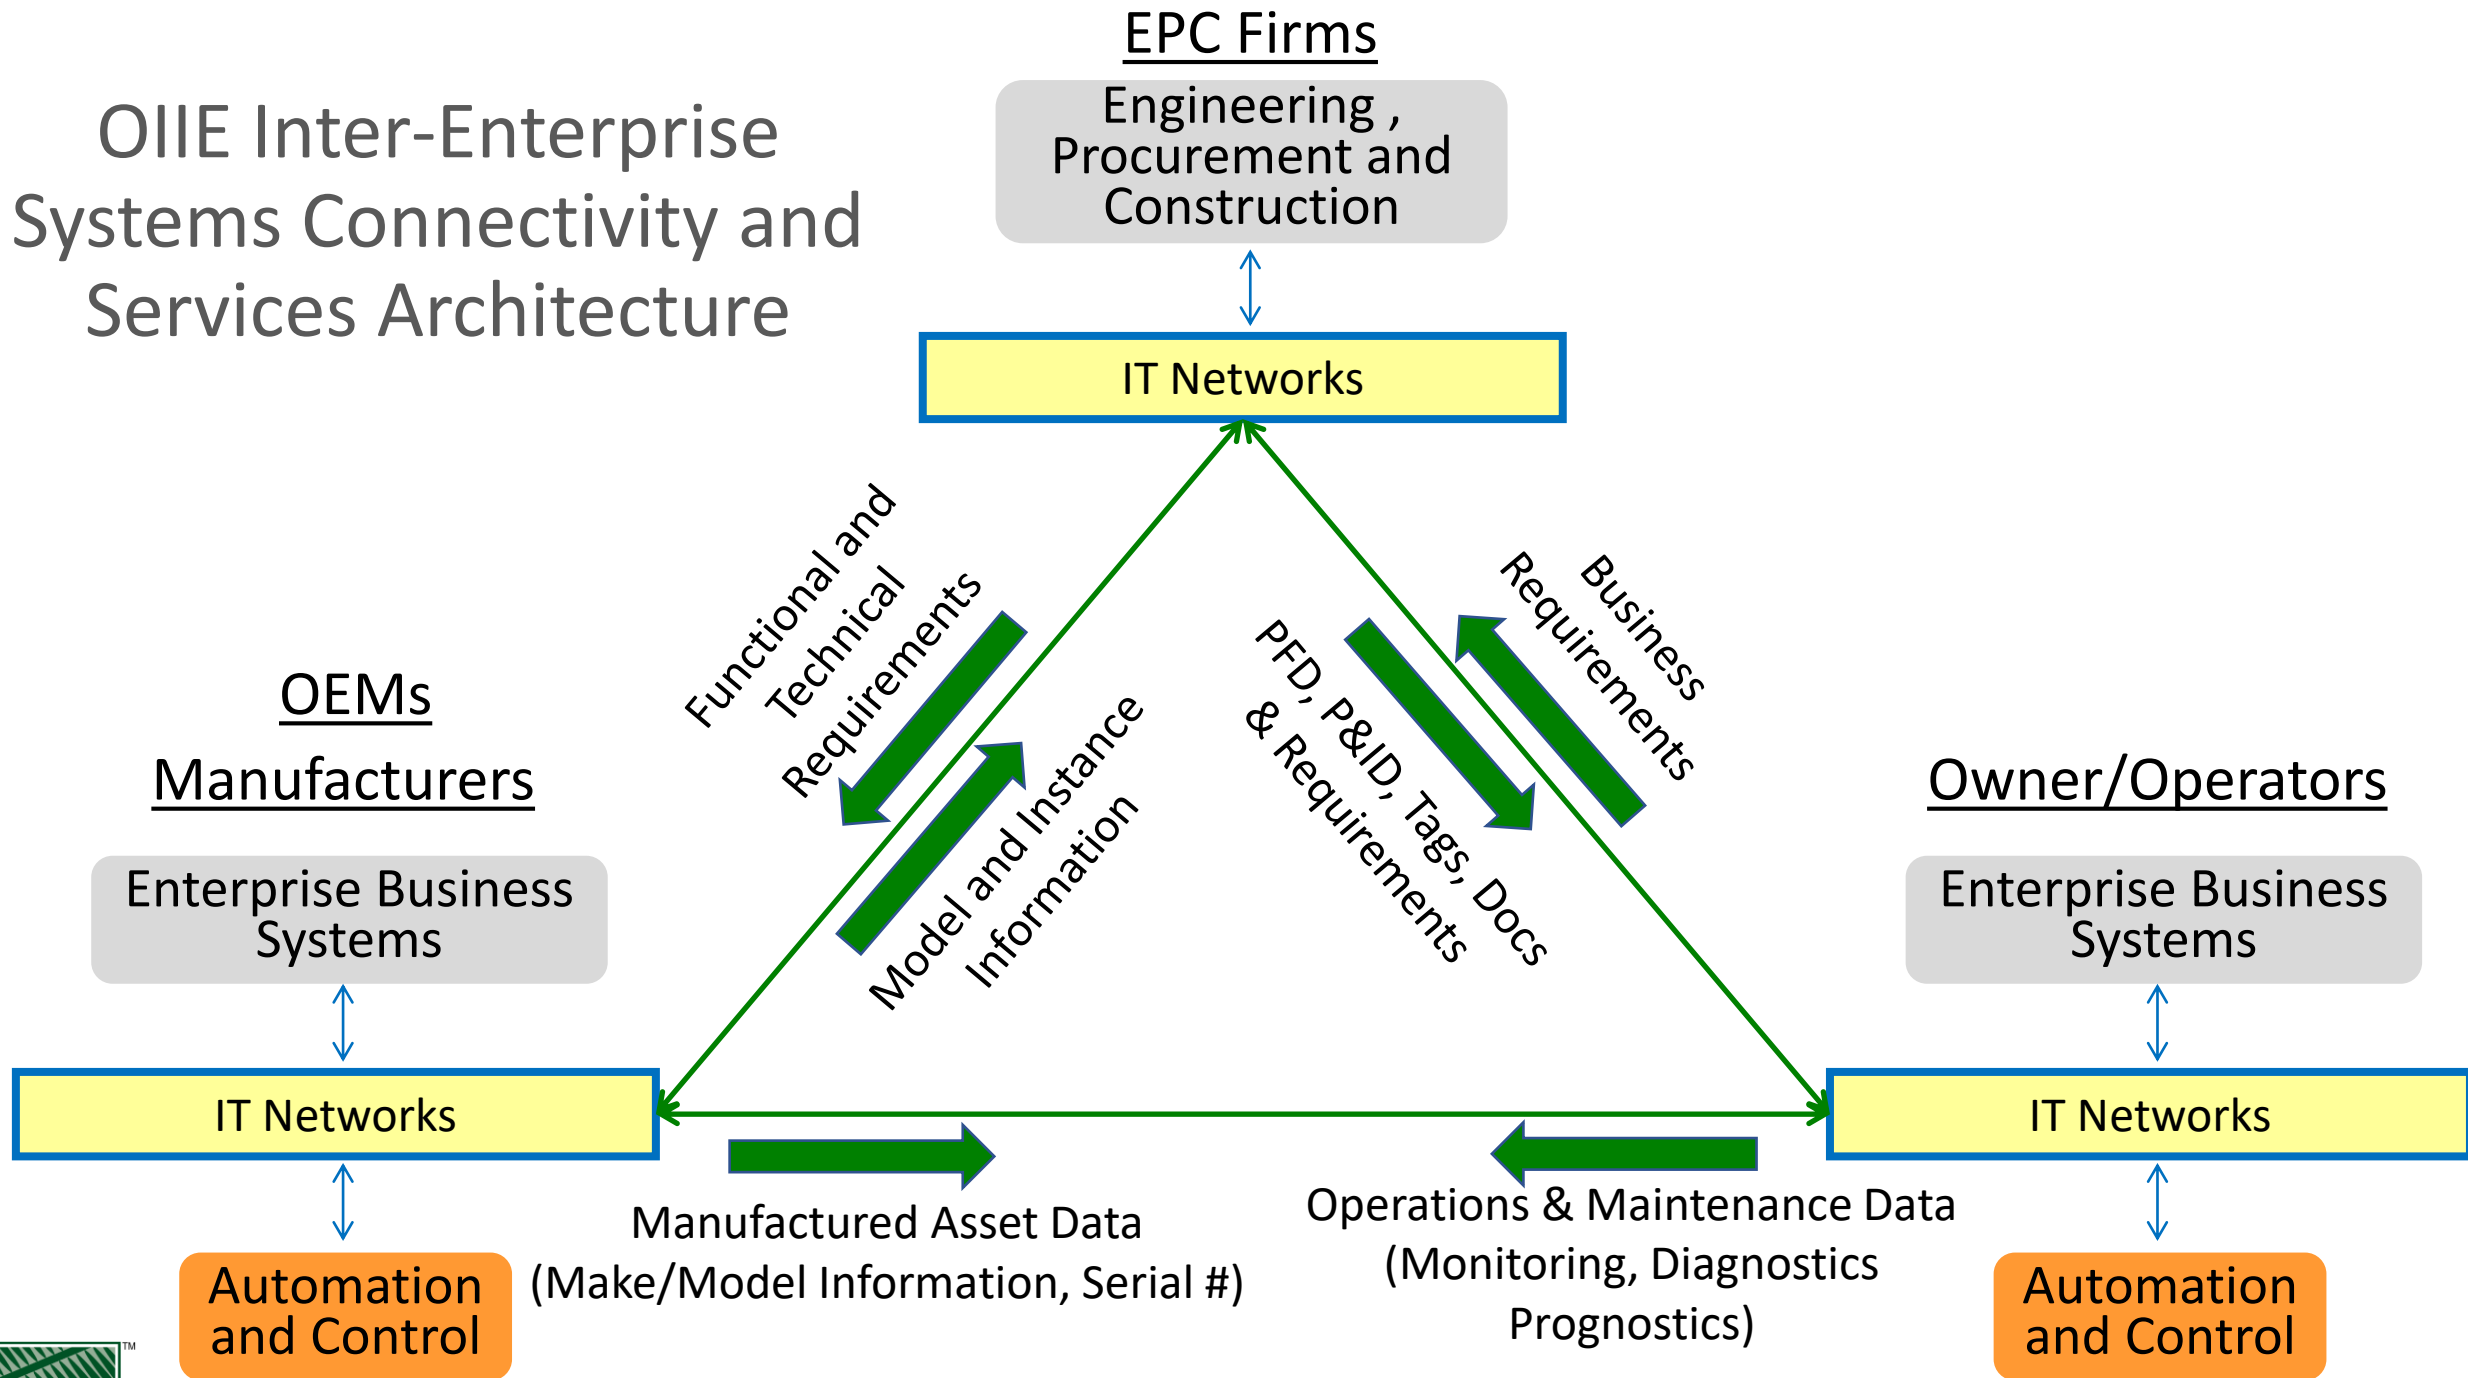 EPC Firms
Engineering ,
Procurement and
Construction
OIIE Inter-Enterprise
Systems Connectivity and
Services Architecture
IT Networks
Functional and
Technical
Requirements
Model and Instance
Information
Business
Requirements
PFD, P&ID, Tags, Docs
& Requirements
OEMs
Manufacturers
Enterprise Business
Systems
IT Networks
Automation
and Control
Owner/Operators
Enterprise Business
Systems
IT Networks
Automation
and Control
Manufactured Asset Data
(Make/Model Information, Serial #)
Operations & Maintenance Data
(Monitoring, Diagnostics
Prognostics)
TM